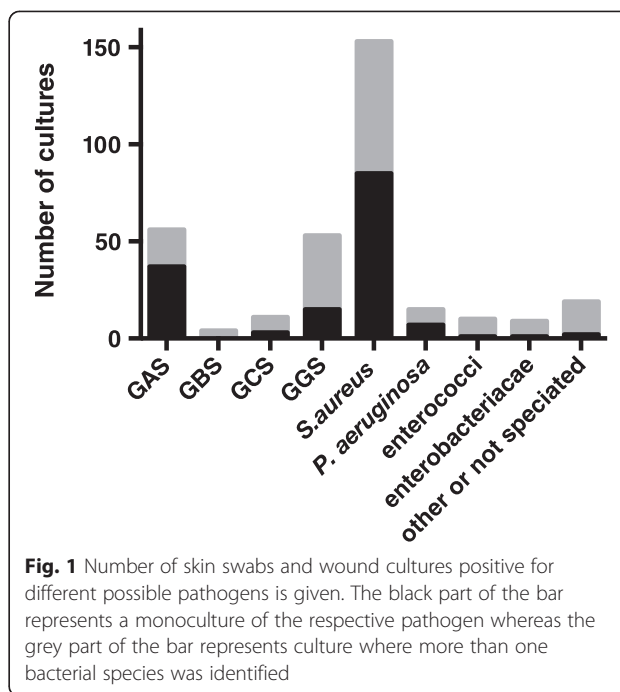 Number of cultures
150
100
50
0
GAS
GBS
GCS
GGS
S.aureus
P. aeruginosa
enterococci
enterobacteriacae
other or not speciated
Fig. 1 Number of skin swabs and wound cultures positive for
different possible pathogens is given. The black part of the bar
represents a monoculture of the respective pathogen whereas the
grey part of the bar represents culture where more than one
bacterial species was identified